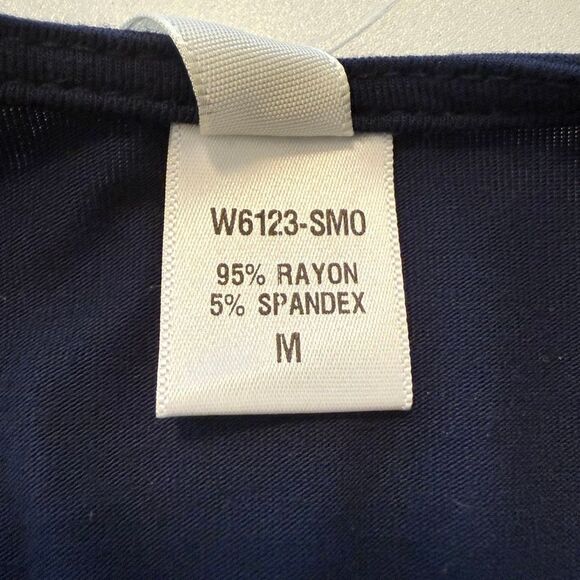 W6123-SMO
95% RAYON
5% SPANDEX
M